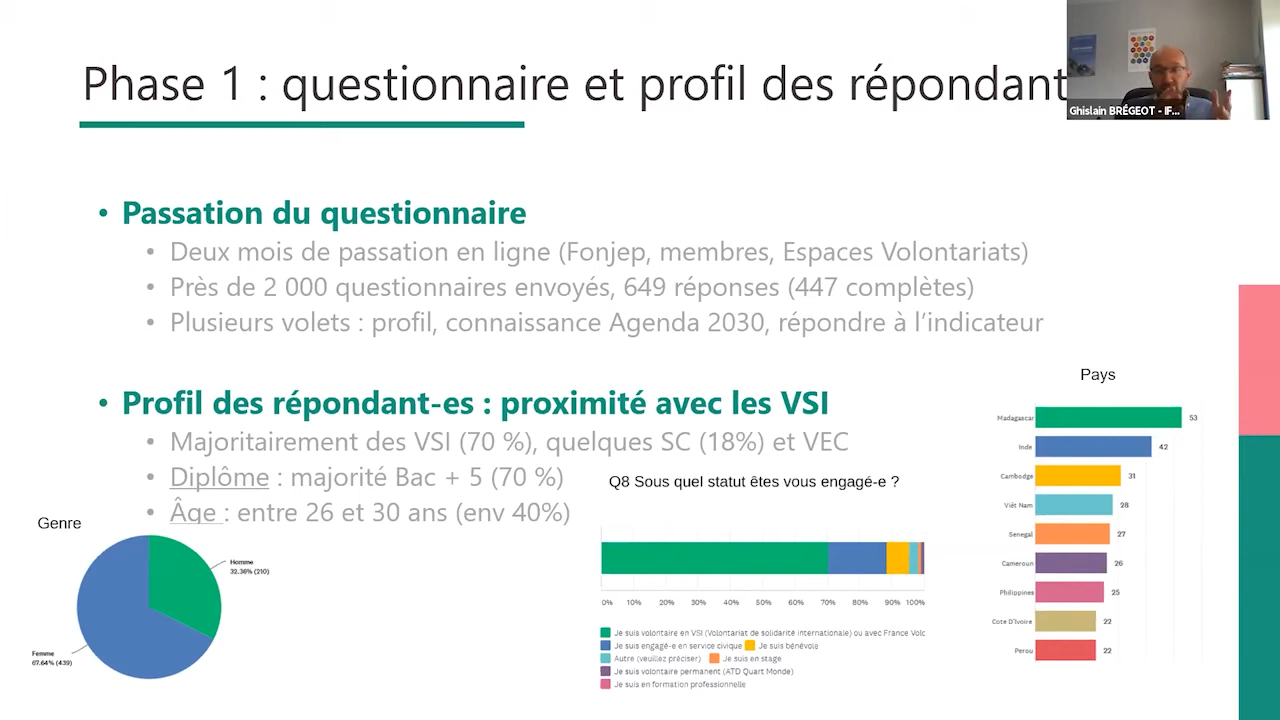 Phase 1 : questionnaire et profil des répondant
Ghislain BRÉGEOT - IF...
• Passation du questionnaire
• Deux mois de passation en ligne (Fonjep, membres, Espaces Volontariats)
• Près de 2 000 questionnaires envoyés, 649 réponses (447 complètes)
• Plusieurs volets : profil, connaissance Agenda 2030, répondre à l'indicateur
• Profil des répondant-es : proximité avec les VSI
• Majoritairement des VSI (70 %), quelques SC (18%) et VEC
• Diplôme : majorité Bac + 5 (70 %)
• Âge : entre 26 et 30 ans (env 40%)
Genre
Homme
32.36% (210)
Femme
67.64% (439)
Q8 Sous quel statut êtes vous engagé-e ?
0% 10% 20% 30% 40% 50% 60% 70% 80% 90% 100%
Je suis volontaire en VSI (Volontariat de solidarité internationale) ou avec France Volc
Je suis engagé-e en service civique Je suis bénévole
Autre (veuillez préciser) Je suis en stage
Je suis volontaire permanent (ATD Quart Monde)
Je suis en formation professionnelle
Pays
Madagascar 53
Inde 42
Cambodge 31
Viêt Nam 28
Senegal 27
Cameroun 26
Philippines 25
Cote D'Ivoire 22
Perou 22